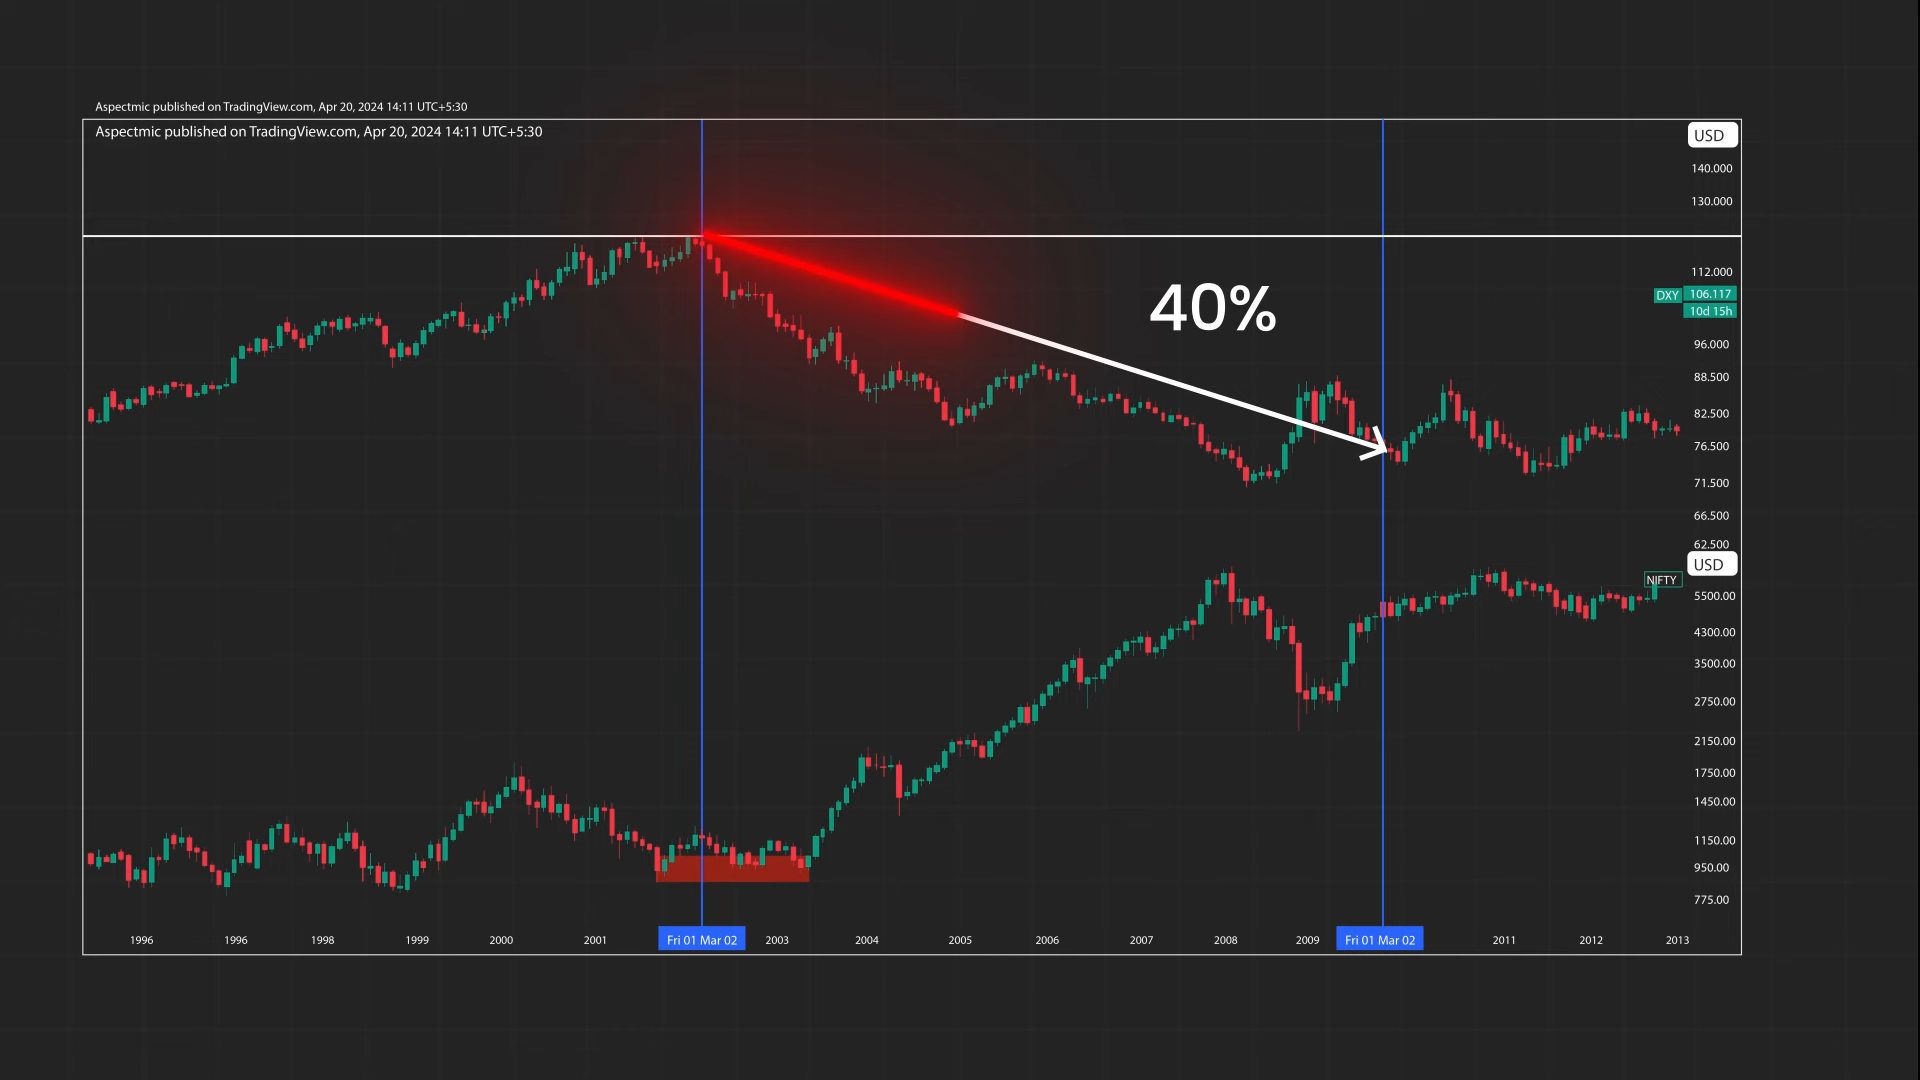 Aspectmic published on TradingView.com, Apr 20, 2024 14:11 UTC+5:30
Aspectmic published on TradingView.com, Apr 20, 2024 14:11 UTC+5:30
USD
140.000
130.000
112.000
40%
DXY 106.117
10d 15h
96.000
88.500
82.500
76.500
71.500
66.500
62.500
USD
NIFTY
5500.00
4300.00
3500.00
2750.00
2150.00
1750.00
1450.00
1150.00
950.00
775.00
1996 1996 1998 1999 2000 2001 Fri 01 Mar 02 2003 2004 2005 2006 2007 2008 2009 Fri 01 Mar 02 2011 2012 2013